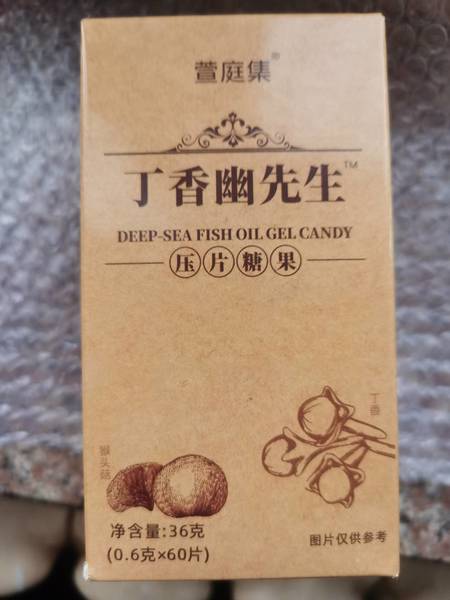 萱庭集®
丁香幽先生™
DEEP-SEA FISH OIL GEL CANDY
压片糖果
丁香
猴头菇
净含量:36克
(0.6克×60片)
图片仅供参考